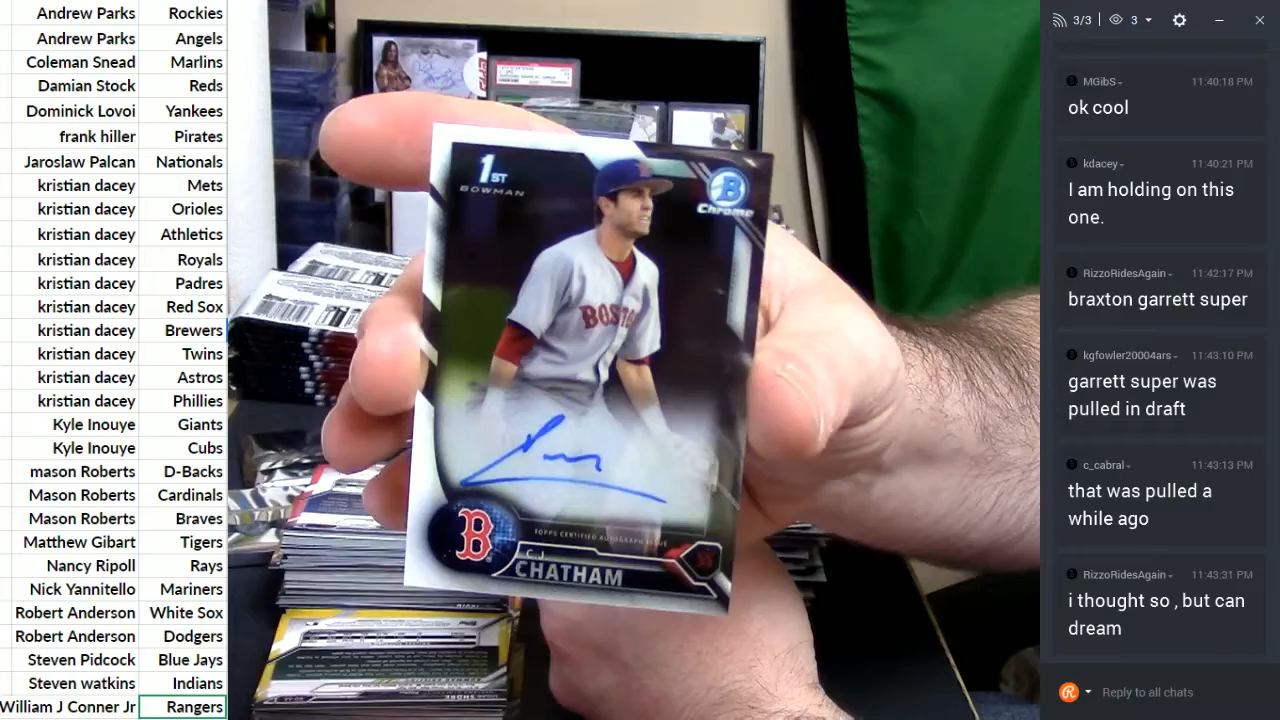 Andrew Parks Rockies
Andrew Parks Angels
Coleman Snead Marlins
Damian Stock Reds
Dominick Lovoi Yankees
frank hiller Pirates
Jaroslaw Palcan Nationals
kristian dacey Mets
kristian dacey Orioles
kristian dacey Athletics
kristian dacey Royals
kristian dacey Padres
kristian dacey Red Sox
kristian dacey Brewers
kristian dacey Twins
kristian dacey Astros
kristian dacey Phillies
Kyle Inouye Giants
Kyle Inouye Cubs
mason Roberts D-Backs
Mason Roberts Cardinals
Mason Roberts Braves
Matthew Gibart Tigers
Nancy Ripoll Rays
Nick Yannitello Mariners
Robert Anderson White Sox
Robert Anderson Dodgers
Steven hidcock Blue Jays
Steven watkins Indians
William J Conner Jr Rangers
1ST
BOWMAN
B
Chrome
B
BOSTON
TOPPS CERTIFIED AUTOGRAPH ISSUE
B
C.J.
CHATHAM
3/3 3
MGibS 11:40:18 PM
ok cool
kdacey 11:40:21 PM
I am holding on this
one.
RizzoRidesAgain 11:42:17 PM
braxton garrett super
kgfowler20004ars 11:43:10 PM
garrett super was
pulled in draft
c_cabral 11:43:13 PM
that was pulled a
while ago
RizzoRidesAgain 11:43:31 PM
i thought so , but can
dream
Reply to all chats